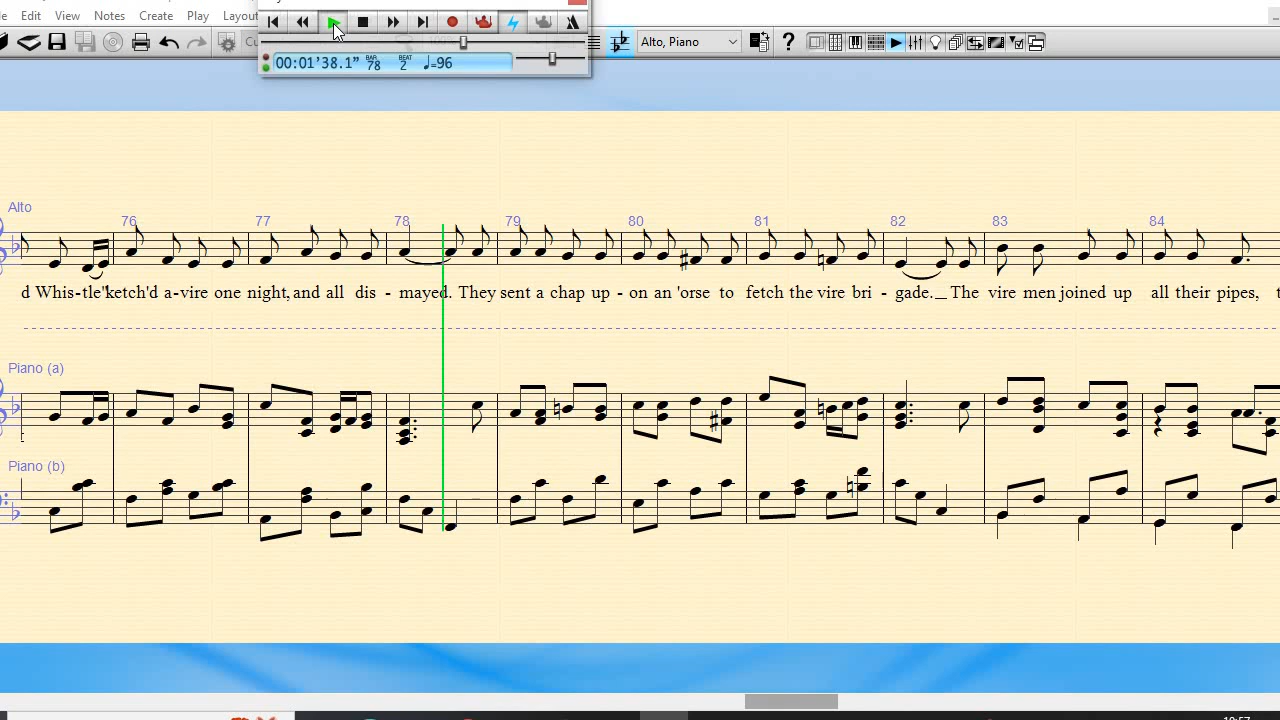 Edit View Notes Create Play Layou
Alto, Piano
00:01'38.1" BAR 78 BEAT 2 ♩=96
Alto
76 77 78 79 80 81 82 83 84
d Whis-tle'ketch'd a-vire one night, and all dis - mayed. They sent a chap up - on an 'orse to fetch the vire bri - gade._ The vire men joined up all their pipes, t
Piano (a)
Piano (b)